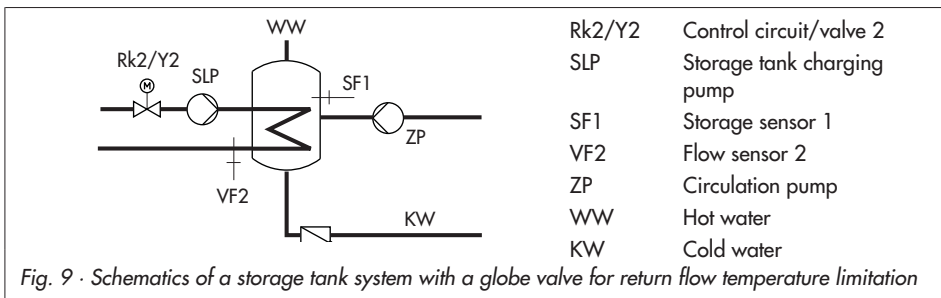 WW
Rk2/Y2
SLP
SF1
M
ZP
VF2
KW
Rk2/Y2 Control circuit/valve 2
SLP Storage tank charging
pump
SF1 Storage sensor 1
VF2 Flow sensor 2
ZP Circulation pump
WW Hot water
KW Cold water
Fig. 9 · Schematics of a storage tank system with a globe valve for return flow temperature limitation